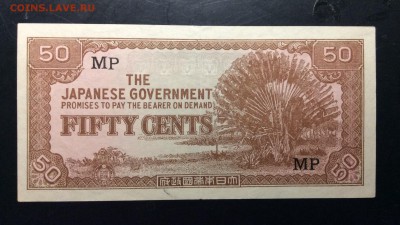 COINS.LAVE.RU
50
50
MP
THE
JAPANESE GOVERNMENT
PROMISES TO PAY THE BEARER ON DEMAND
FIFTY CENTS
50
MP
50
府政國帝本日大